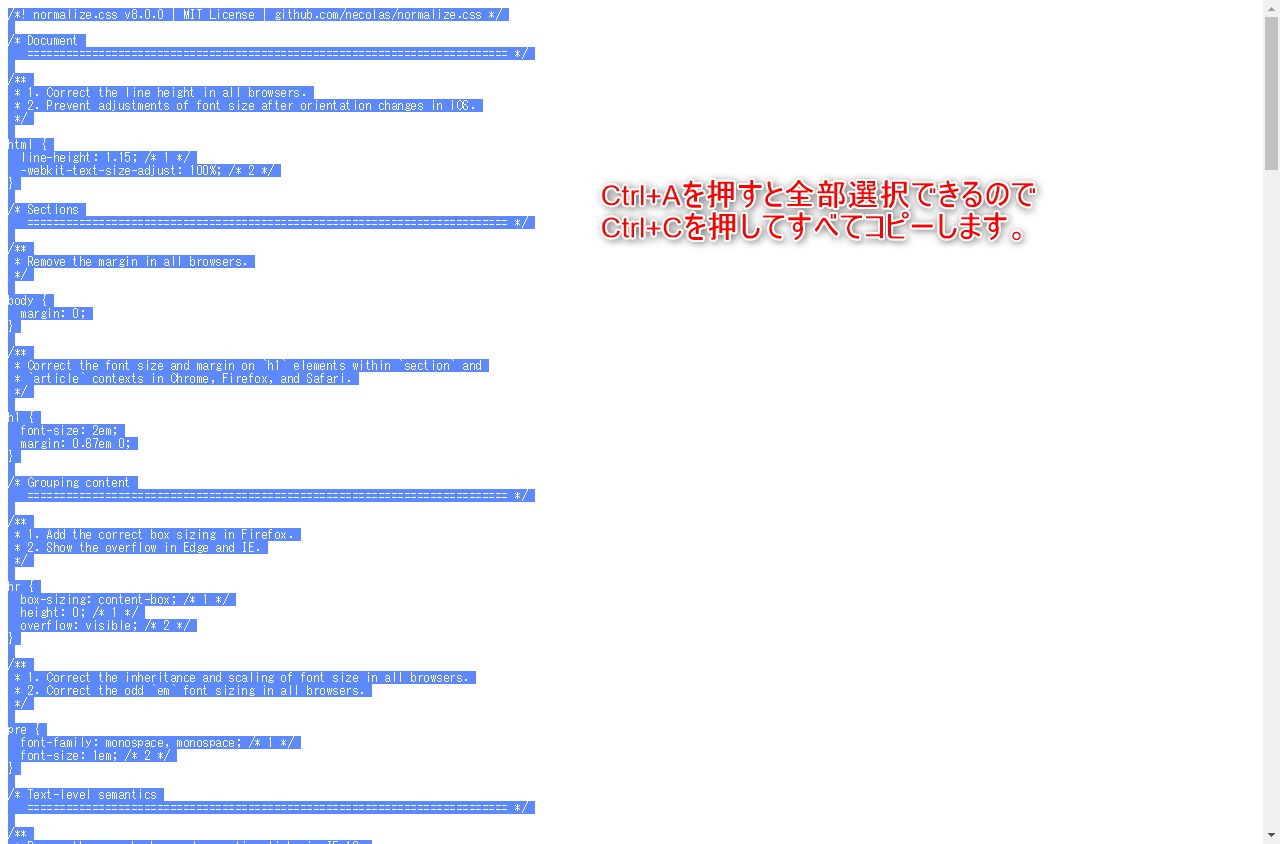 /*! normalize.css v8.0.0 | MIT License | github.com/necolas/normalize.css */
/* Document
   ========================================================================== */
/**
 * 1. Correct the line height in all browsers.
 * 2. Prevent adjustments of font size after orientation changes in iOS.
 */
html {
  line-height: 1.15; /* 1 */
  -webkit-text-size-adjust: 100%; /* 2 */
}
/* Sections
   ========================================================================== */
/**
 * Remove the margin in all browsers.
 */
body {
  margin: 0;
}
/**
 * Correct the font size and margin on `h1` elements within `section` and
 * `article` contexts in Chrome, Firefox, and Safari.
 */
h1 {
  font-size: 2em;
  margin: 0.67em 0;
}
/* Grouping content
   ========================================================================== */
/**
 * 1. Add the correct box sizing in Firefox.
 * 2. Show the overflow in Edge and IE.
 */
hr {
  box-sizing: content-box; /* 1 */
  height: 0; /* 1 */
  overflow: visible; /* 2 */
}
/**
 * 1. Correct the inheritance and scaling of font size in all browsers.
 * 2. Correct the odd `em` font sizing in all browsers.
 */
pre {
  font-family: monospace, monospace; /* 1 */
  font-size: 1em; /* 2 */
}
/* Text-level semantics
   ========================================================================== */
/**
Ctrl+Aを押すと全部選択できるので
Ctrl+Cを押してすべてコピーします。